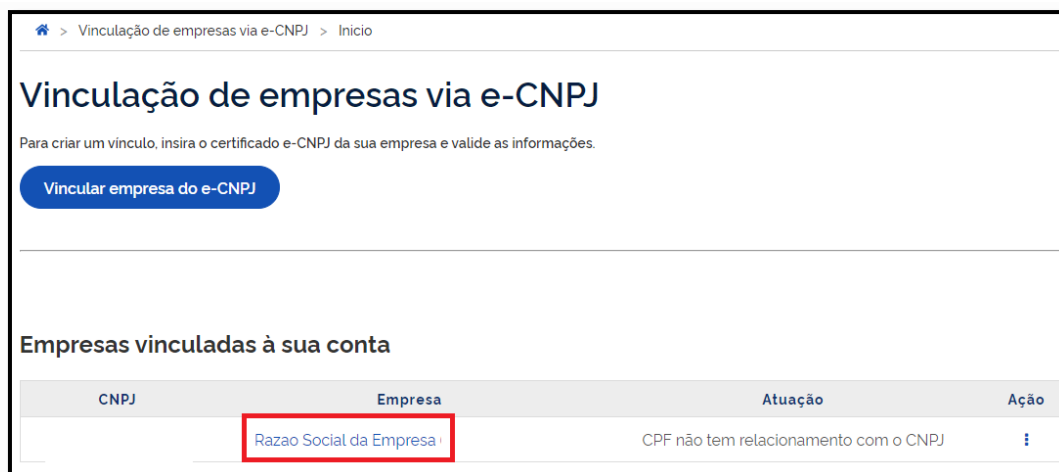 > Vinculação de empresas via e-CNPJ > Inicio
Vinculação de empresas via e-CNPJ
Para criar um vínculo, insira o certificado e-CNPJ da sua empresa e valide as informações.
Vincular empresa do e-CNPJ
Empresas vinculadas à sua conta
CNPJ Empresa Atuação Ação
Razao Social da Empresa CPF não tem relacionamento com o CNPJ